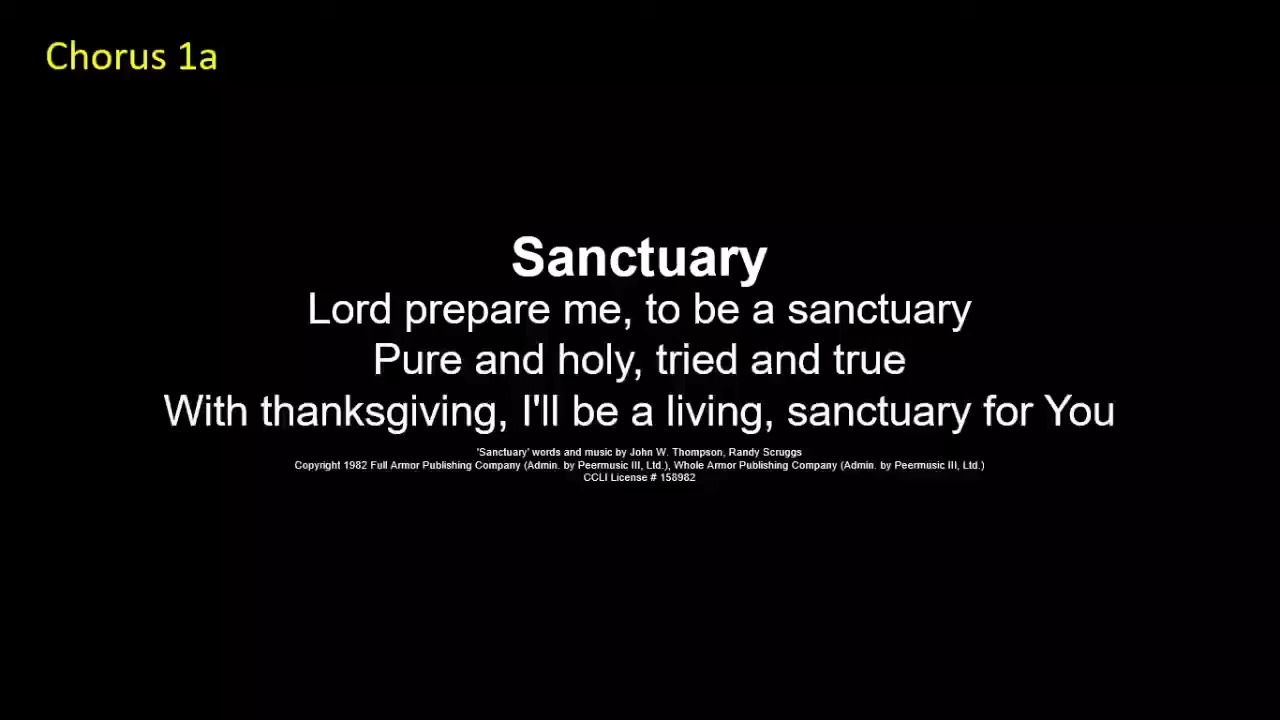 Chorus 1a
Sanctuary
Lord prepare me, to be a sanctuary
Pure and holy, tried and true
With thanksgiving, I'll be a living, sanctuary for You
'Sanctuary' words and music by John W. Thompson, Randy Scruggs
Copyright 1982 Full Armor Publishing Company (Admin. by Peermusic III, Ltd.), Whole Armor Publishing Company (Admin. by Peermusic III, Ltd.)
CCLI License # 158982